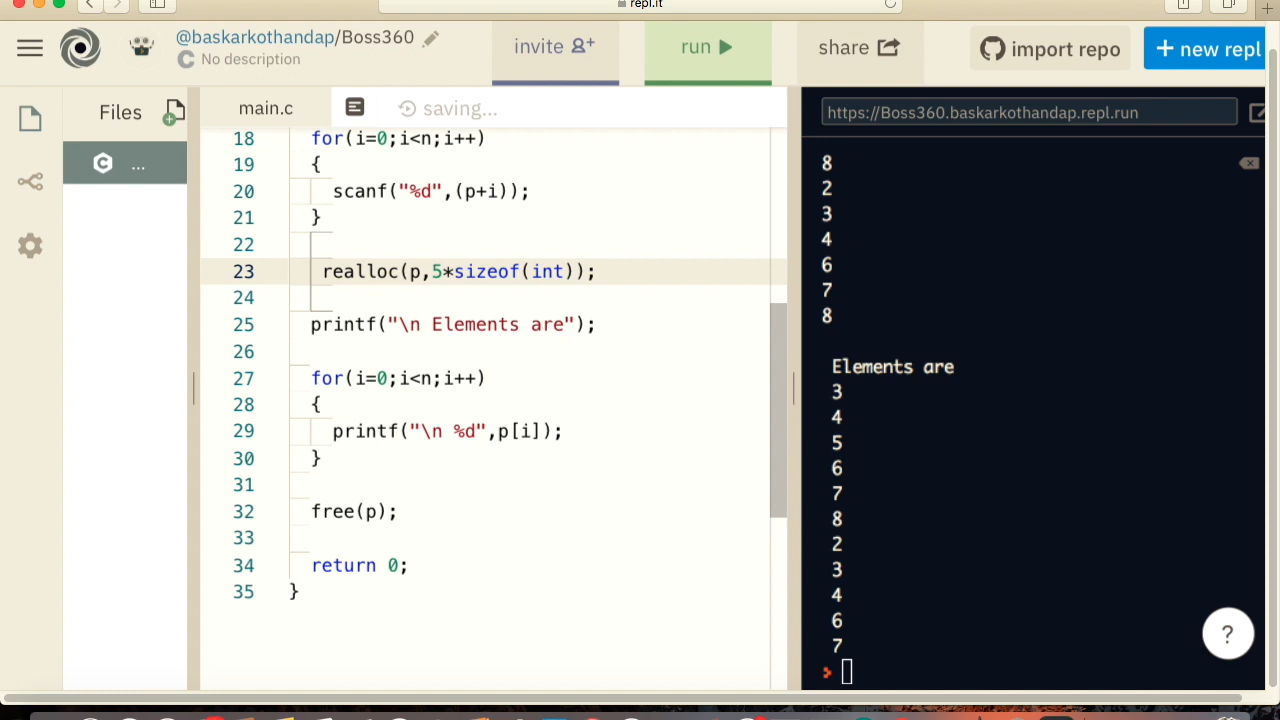 repl.it
@baskarkothandap/Boss360
No description
invite
run
share
import repo
+ new repl
Files
main.c
saving...
https://Boss360.baskarkothandap.repl.run
...
18 for(i=0;i<n;i++)
19 {
20 scanf("%d",(p+i));
21 }
22
23 realloc(p,5*sizeof(int));
24
25 printf("\n Elements are");
26
27 for(i=0;i<n;i++)
28 {
29 printf("\n %d",p[i]);
30 }
31
32 free(p);
33
34 return 0;
35 }
8
2
3
4
6
7
8
Elements are
3
4
5
6
7
8
2
3
4
6
7
?